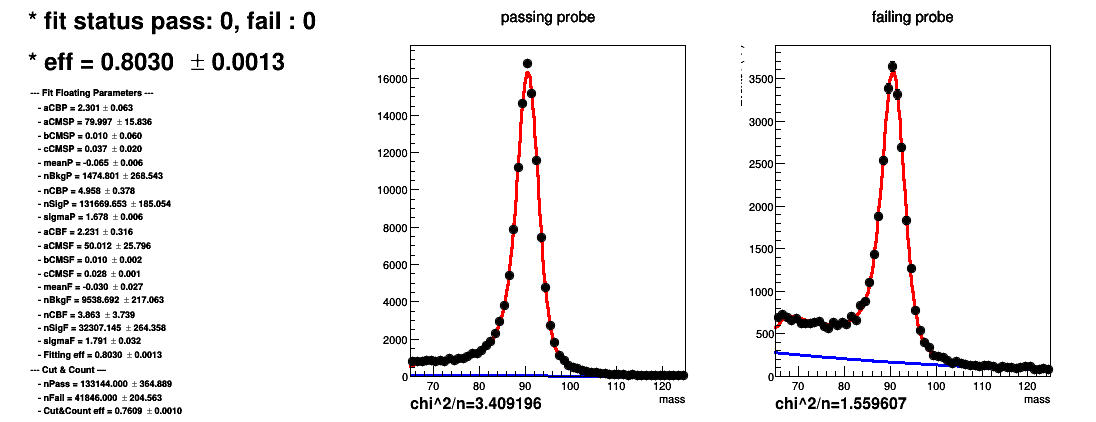 * fit status pass: 0, fail : 0
* eff = 0.8030 ± 0.0013
--- Fit Floating Parameters ---
- aCBP = 2.301 ± 0.063
- aCMSP = 79.997 ± 15.836
- bCMSP = 0.010 ± 0.060
- cCMSP = 0.037 ± 0.020
- meanP = -0.065 ± 0.006
- nBkgP = 1474.801 ± 268.543
- nCBP = 4.958 ± 0.378
- nSigP = 131669.653 ± 185.054
- sigmaP = 1.678 ± 0.006
- aCBF = 2.231 ± 0.316
- aCMSF = 50.012 ± 25.796
- bCMSF = 0.010 ± 0.002
- cCMSF = 0.028 ± 0.001
- meanF = -0.030 ± 0.027
- nBkgF = 9538.692 ± 217.063
- nCBF = 3.863 ± 3.739
- nSigF = 32307.145 ± 264.358
- sigmaF = 1.791 ± 0.032
- Fitting eff = 0.8030 ± 0.0013
--- Cut & Count ---
- nPass = 133144.000 ± 364.889
- nFail = 41846.000 ± 204.563
- Cut&Count eff = 0.7609 ± 0.0010
passing probe
16000
14000
12000
10000
8000
6000
4000
2000
0
70 80 90 100 110 120
mass
chi^2/n=3.409196
failing probe
3500
3000
2500
2000
1500
1000
500
0
70 80 90 100 110 120
mass
chi^2/n=1.559607